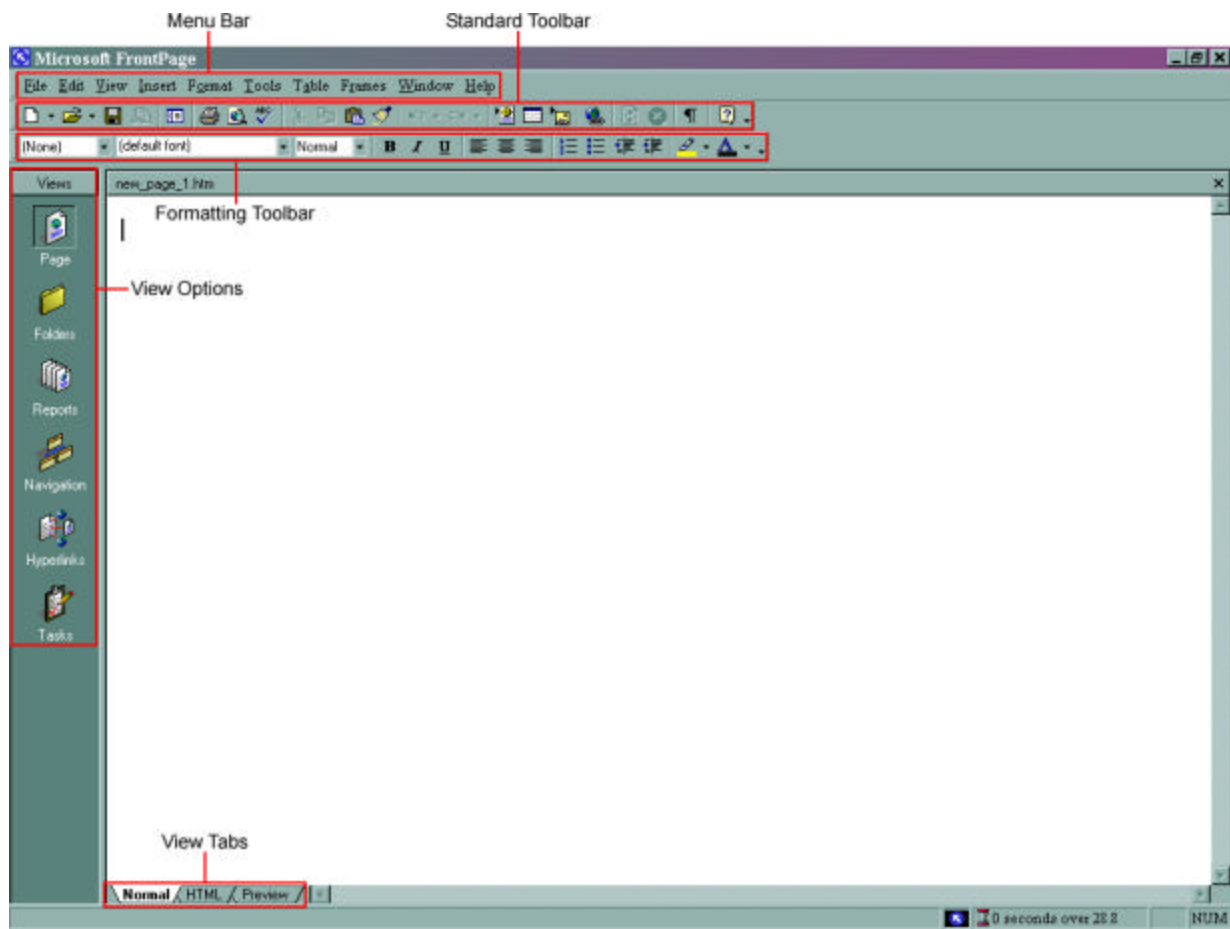 Menu Bar
Standard Toolbar
Microsoft FrontPage
File Edit View Insert Format Tools Table Frames Window Help
(None) (default font) Normal B I U A
Views
new_page_1.htm
Formatting Toolbar
Page
View Options
Folders
Reports
Navigation
Hyperlinks
Tasks
View Tabs
Normal HTML Preview
0 seconds over 28.8 NUM